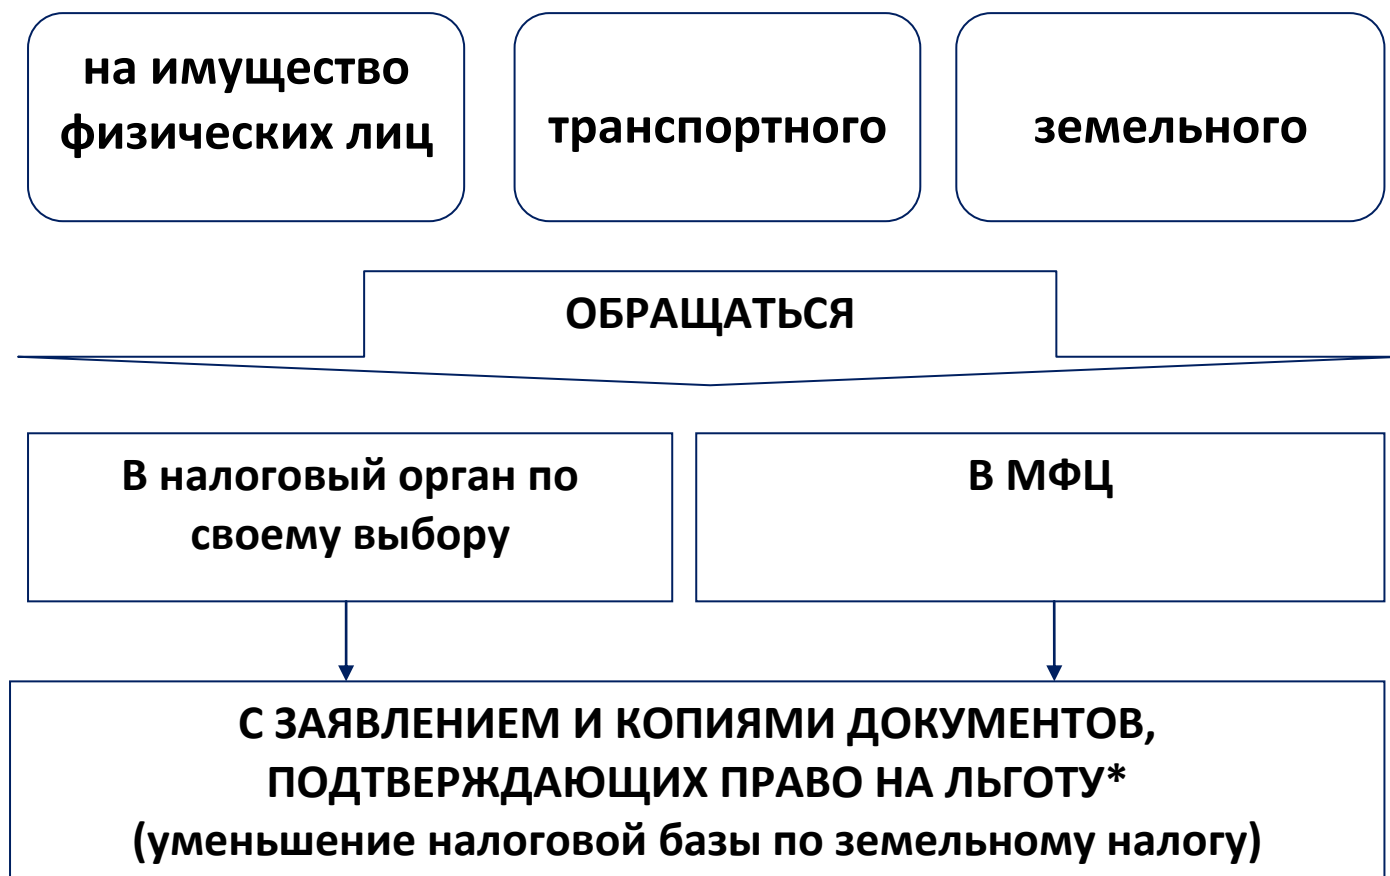 на имущество
физических лиц
транспортного
земельного
ОБРАЩАТЬСЯ
В налоговый орган по
своему выбору
В МФЦ
С ЗАЯВЛЕНИЕМ И КОПИЯМИ ДОКУМЕНТОВ,
ПОДТВЕРЖДАЮЩИХ ПРАВО НА ЛЬГОТУ*
(уменьшение налоговой базы по земельному налогу)